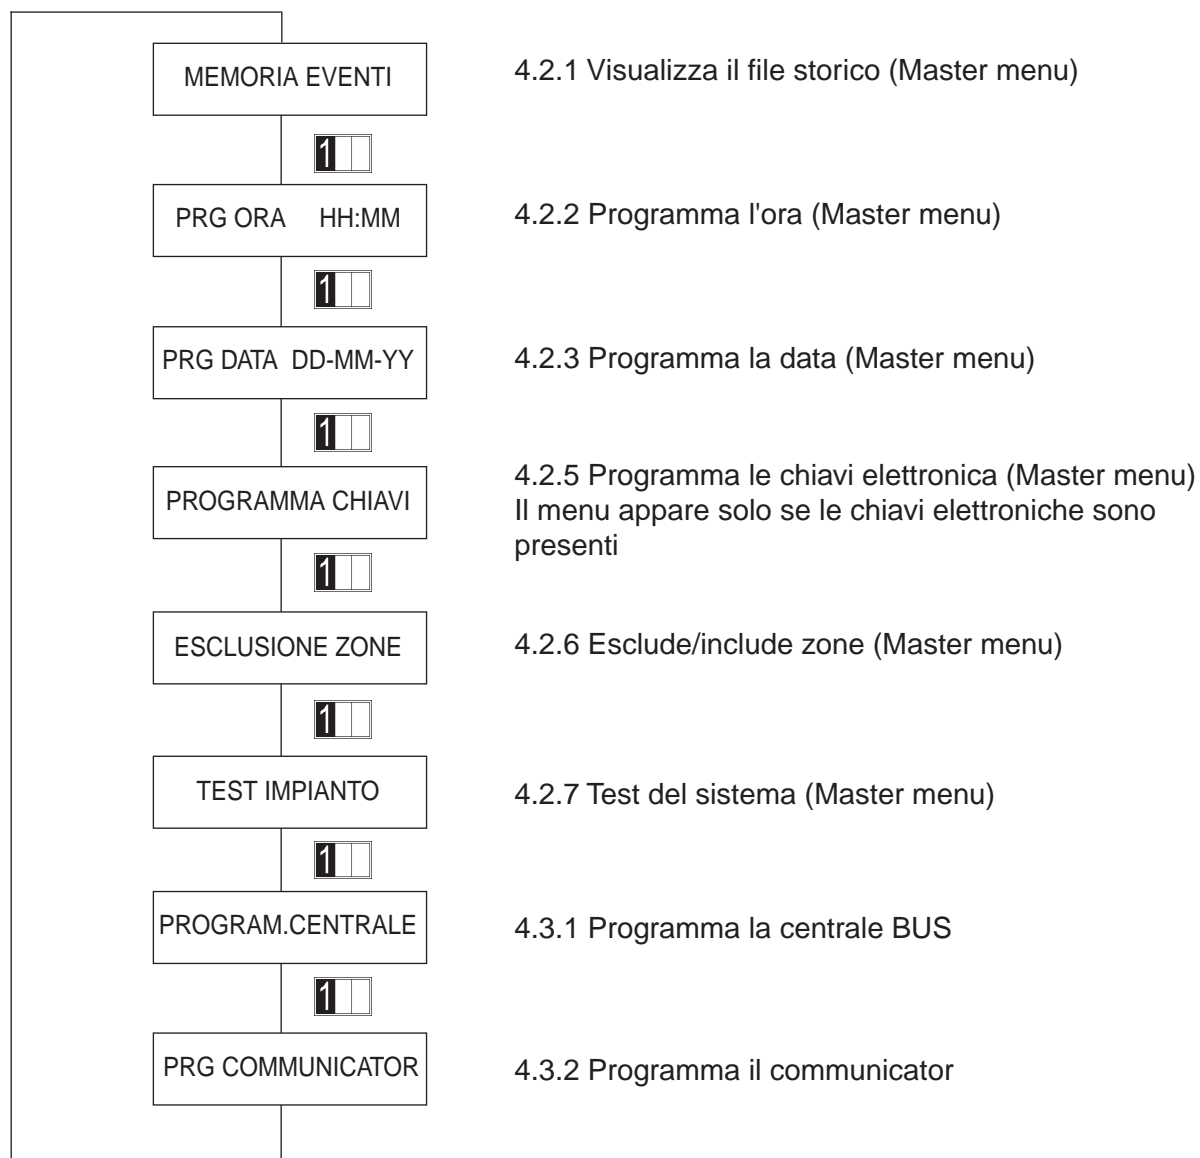 MEMORIA EVENTI
4.2.1 Visualizza il file storico (Master menu)
1
PRG ORA HH:MM
4.2.2 Programma l'ora (Master menu)
1
PRG DATA DD-MM-YY
4.2.3 Programma la data (Master menu)
1
PROGRAMMA CHIAVI
4.2.5 Programma le chiavi elettronica (Master menu)
Il menu appare solo se le chiavi elettroniche sono
presenti
1
ESCLUSIONE ZONE
4.2.6 Esclude/include zone (Master menu)
1
TEST IMPIANTO
4.2.7 Test del sistema (Master menu)
1
PROGRAM.CENTRALE
4.3.1 Programma la centrale BUS
1
PRG COMMUNICATOR
4.3.2 Programma il communicator